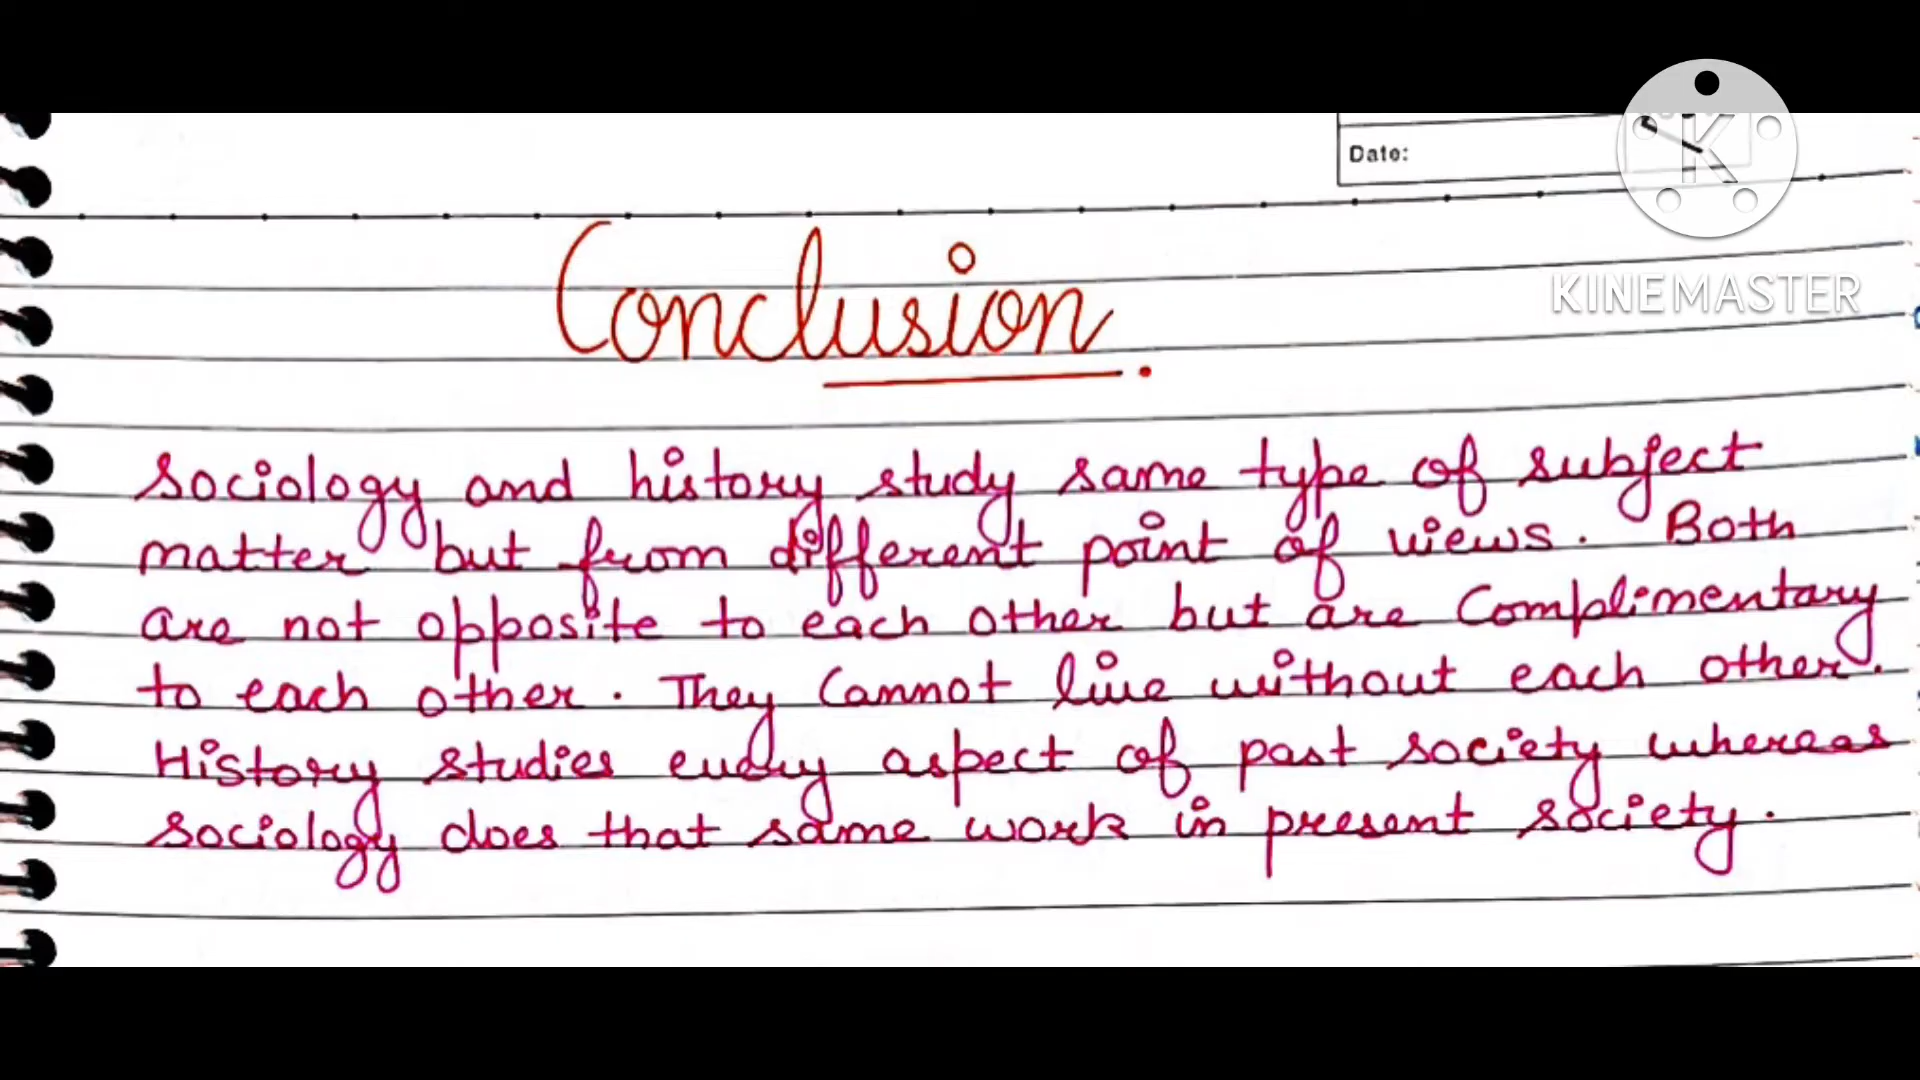 Date:
K
KINEMASTER
Conclusion.
Sociology and history study same type of subject
matter but from different point of views. Both
are not opposite to each other but are Complimentary
to each other. They Cannot live without each other.
History studies every aspect of past society whereas
sociology does that same work in present society.